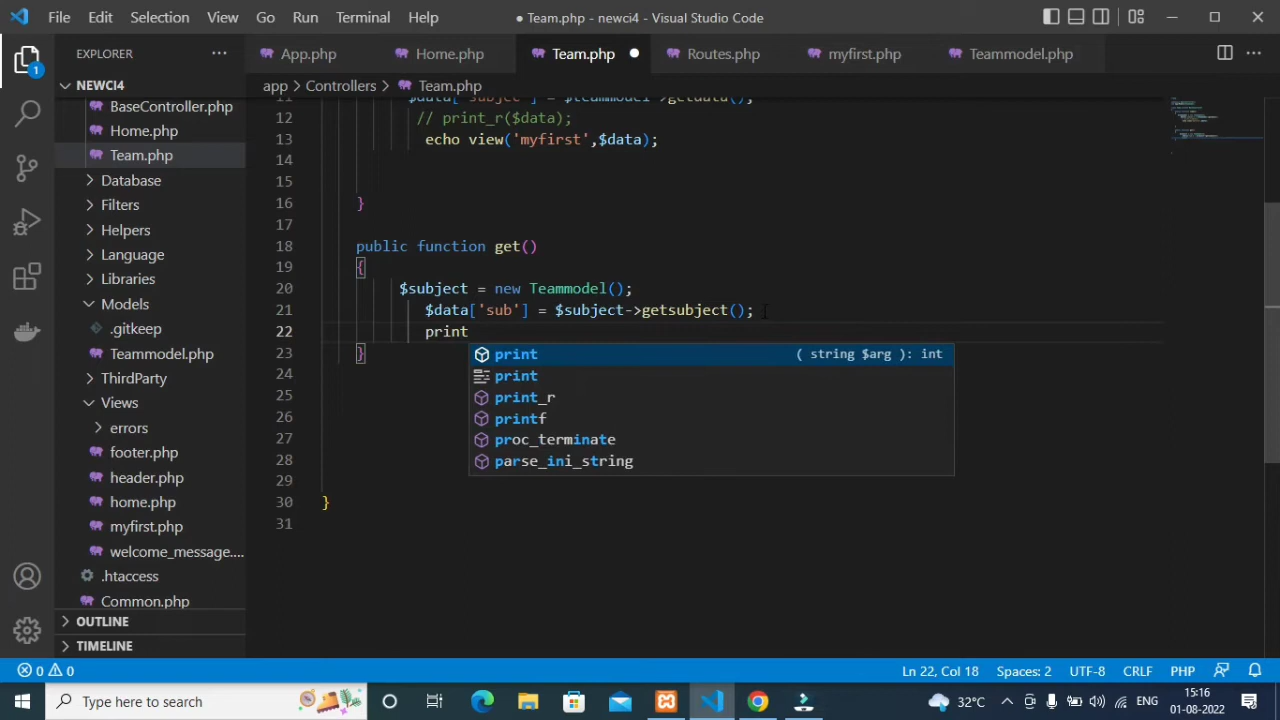 File Edit Selection View Go Run Terminal Help
● Team.php - newci4 - Visual Studio Code
EXPLORER ···
App.php Home.php Team.php ● Routes.php myfirst.php Teammodel.php ···
NEWCI4
app > Controllers > Team.php
1
BaseController.php
Home.php
Team.php
Database
Filters
Helpers
Language
Libraries
Models
.gitkeep
Teammodel.php
ThirdParty
Views
errors
footer.php
header.php
home.php
myfirst.php
welcome_message....
.htaccess
Common.php
OUTLINE
TIMELINE
11 $data['subject'] = $teammodel->getdata();
12 // print_r($data);
13 echo view('myfirst',$data);
14
15
16 }
17
18 public function get()
19 {
20 $subject = new Teammodel();
21 $data['sub'] = $subject->getsubject();
22 print
23 }
24
25
26
27
28
29
30 }
31
print ( string $arg ): int
print
print_r
printf
proc_terminate
parse_ini_string
0 0 Ln 22, Col 18 Spaces: 2 UTF-8 CRLF PHP
Type here to search 32°C ENG 15:16
01-08-2022